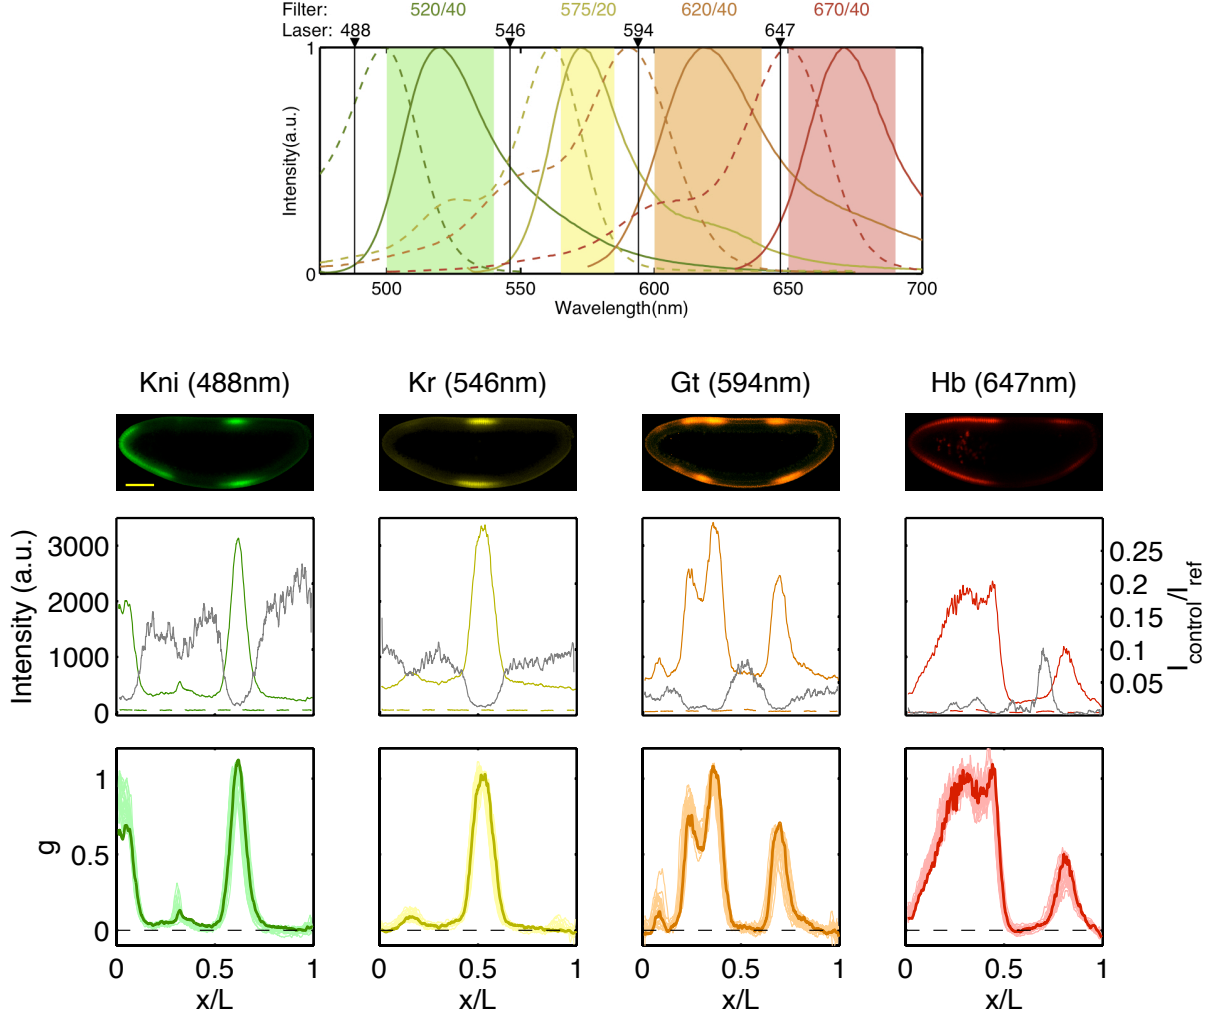 Filter: 520/40 575/20 620/40 670/40
Laser: 488 546 594 647
1
Intensity(a.u.)
0
500 550 600 650 700
Wavelength(nm)
Kni (488nm) Kr (546nm) Gt (594nm) Hb (647nm)
Intensity (a.u.)
3000
2000
1000
0
0.25
0.2
0.15
0.1
0.05
I control/I ref
g
1
0.5
0
0 0.5 1 0 0.5 1 0 0.5 1 0 0.5 1
x/L x/L x/L x/L